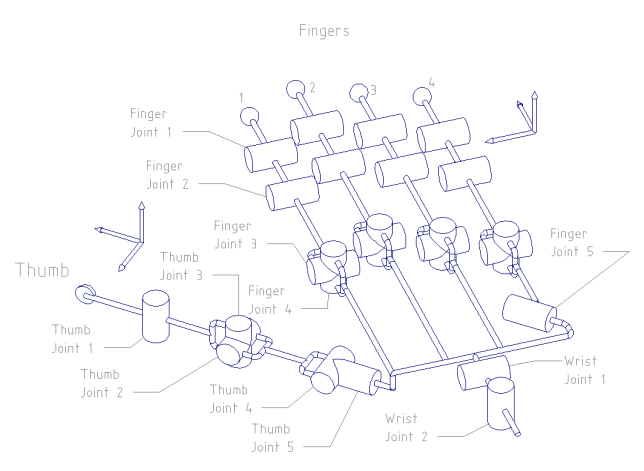 Fingers
1
2
3
4
Finger
Joint 1
Finger
Joint 2
Finger
Joint 3
Finger
Joint 4
Finger
Joint 5
Thumb
Thumb
Joint 3
Thumb
Joint 1
Thumb
Joint 2
Thumb
Joint 4
Thumb
Joint 5
Wrist
Joint 1
Wrist
Joint 2